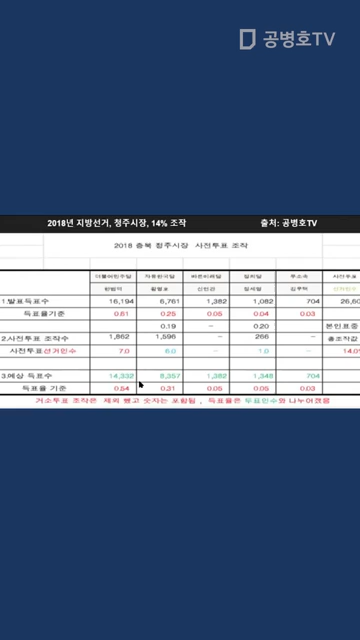 공병호TV
2018년 지방선거, 청주시장, 14% 조작 출처: 공병호TV
2018 충북 청주시장 사전투표 조작
더불어민주당 자유한국당 바른미래당 정의당 무소속 사전투표
한범덕 황영호 신언관 정세영 김우택 선거인수
1.발표득표수 16,194 6,761 1,382 1,082 704 26,60
득표율기준 0.61 0.25 0.05 0.04 0.03
0.19 – 0.20 본인표중
2.사전투표 조작수 1,862 1,596 – 266 총조작값
사전투표선거인수 7.0 6.0 – 1.0 – 14.0
3.예상 득표수 14,332 8,357 1,382 1,348 704
득표율 기준 0.54 0.31 0.05 0.05 0.03
거소투표 조작은 제외 했고 숫자는 포함됨 , 득표율은 투표인수와 나누어졌음